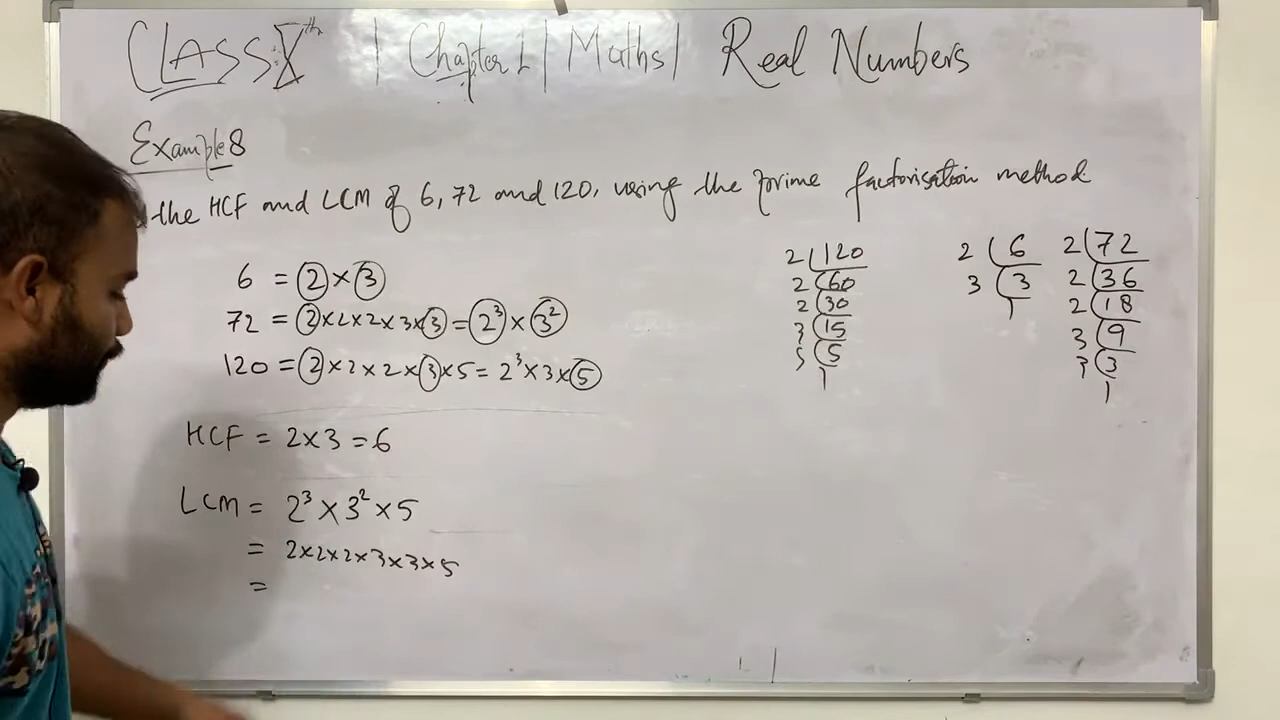 CLASS Xth | Chapter 1 | Maths | Real Numbers
Example 8
the HCF and LCM of 6, 72 and 120, using the prime factorisation method
6 = 2 × 3
72 = 2×2×2×3×3 = 2³ × 3²
120 = 2×2×2×3×5 = 2³×3×5
HCF = 2×3 = 6
LCM = 2³ × 3² × 5
= 2×2×2×3×3×5
=
2 | 120
2 | 60
2 | 30
3 | 15
5 | 5
1
2 | 6
3 | 3
1
2 | 72
2 | 36
2 | 18
3 | 9
3 | 3
1